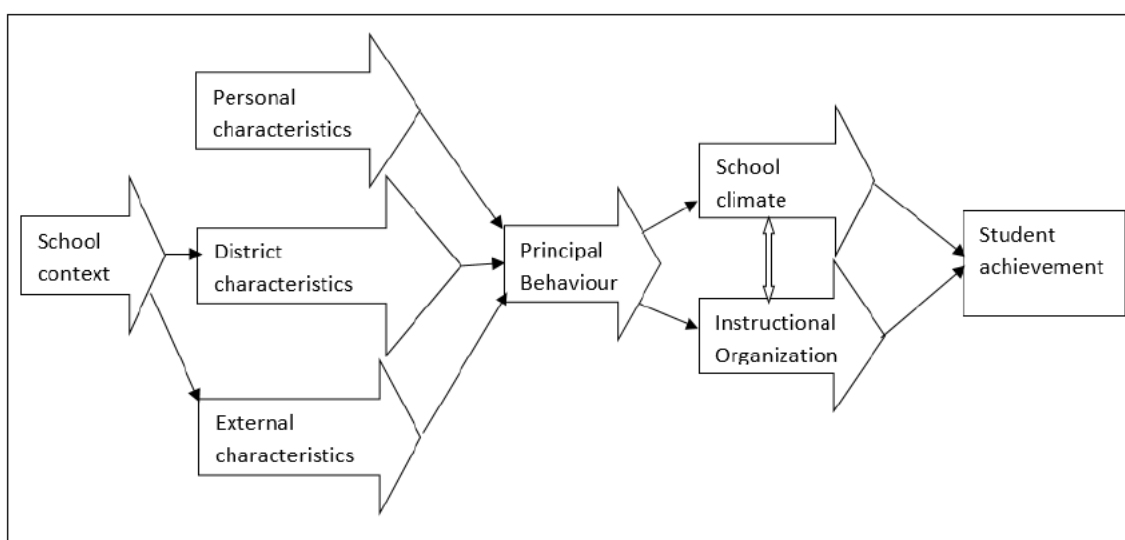 Personal
characteristics
School
context
District
characteristics
External
characteristics
Principal
Behaviour
School
climate
Instructional
Organization
Student
achievement